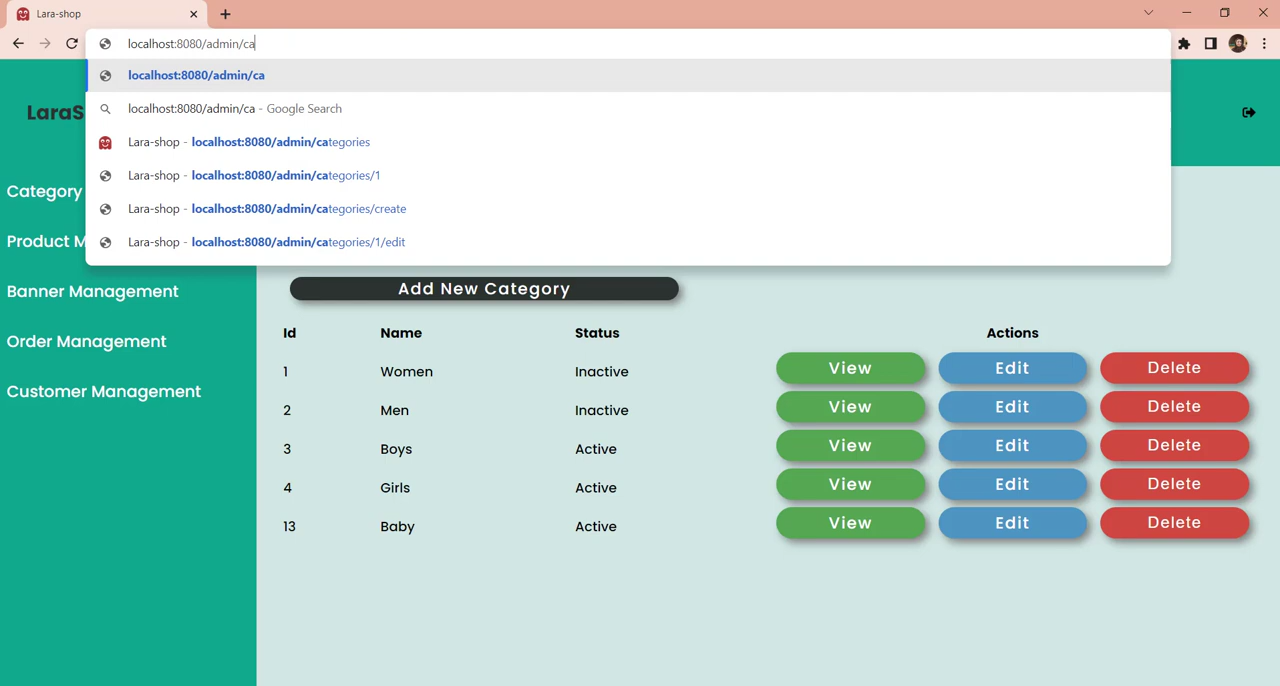 Lara-shop
localhost:8080/admin/ca
localhost:8080/admin/ca
localhost:8080/admin/ca - Google Search
Lara-shop - localhost:8080/admin/categories
Lara-shop - localhost:8080/admin/categories/1
Lara-shop - localhost:8080/admin/categories/create
Lara-shop - localhost:8080/admin/categories/1/edit
LaraS
Category
Product M
Banner Management
Order Management
Customer Management
Add New Category
Id Name Status Actions
1 Women Inactive View Edit Delete
2 Men Inactive View Edit Delete
3 Boys Active View Edit Delete
4 Girls Active View Edit Delete
13 Baby Active View Edit Delete